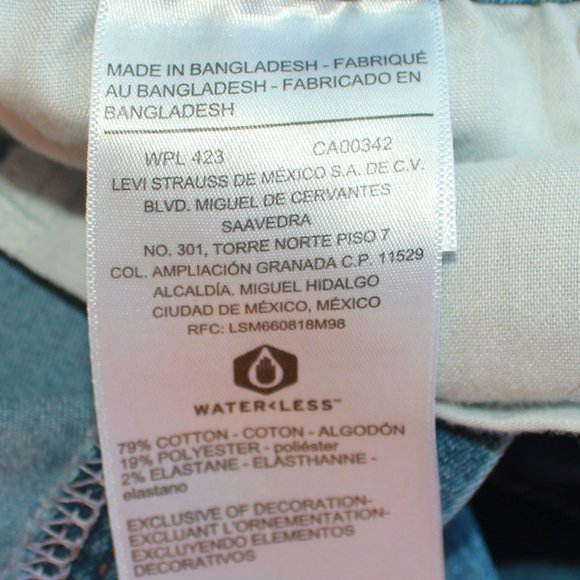 MADE IN BANGLADESH - FABRIQUÉ
AU BANGLADESH - FABRICADO EN
BANGLADESH
WPL 423 CA00342
LEVI STRAUSS DE MÉXICO S.A. DE C.V.
BLVD. MIGUEL DE CERVANTES
SAAVEDRA
NO. 301, TORRE NORTE PISO 7
COL. AMPLIACIÓN GRANADA C.P. 11529
ALCALDÍA. MIGUEL HIDALGO
CIUDAD DE MÉXICO, MÉXICO
RFC: LSM660818M98
WATER<LESS™
79% COTTON - COTON - ALGODÓN
19% POLYESTER - poliéster
2% ELASTANE - ELASTHANNE -
elastano
EXCLUSIVE OF DECORATION-
EXCLUANT L'ORNEMENTATION-
EXCLUYENDO ELEMENTOS
DECORATIVOS